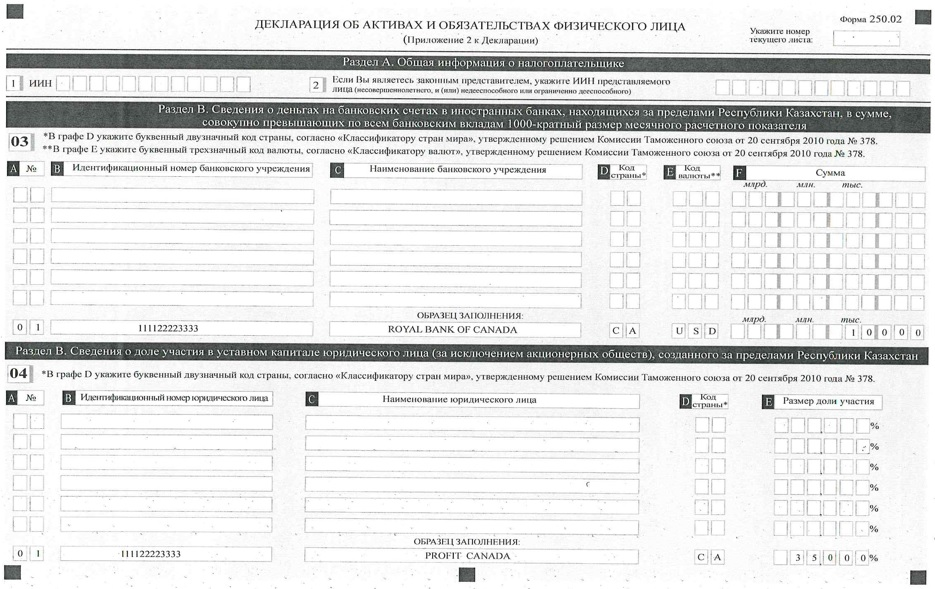 Форма 250.02
ДЕКЛАРАЦИЯ ОБ АКТИВАХ И ОБЯЗАТЕЛЬСТВАХ ФИЗИЧЕСКОГО ЛИЦА
(Приложение 2 к Декларации)
Укажите номер
текущего листа:
Раздел А. Общая информация о налогоплательщике
1 ИИН
2 Если Вы являетесь законным представителем, укажите ИИН представляемого
лица (несовершеннолетнего, и (или) недееспособного или ограниченно дееспособного)
Раздел В. Сведения о деньгах на банковских счетах в иностранных банках, находящихся за пределами Республики Казахстан, в сумме,
совокупно превышающих по всем банковским вкладам 1000-кратный размер месячного расчетного показателя
03 *В графе D укажите буквенный двузначный код страны, согласно «Классификатору стран мира», утвержденному решением Комиссии Таможенного союза от 20 сентября 2010 года № 378.
**В графе Е укажите буквенный трехзначный код валюты, согласно «Классификатору валют», утвержденному решением Комиссии Таможенного союза от 20 сентября 2010 года № 378.
A № B Идентификационный номер банковского учреждения C Наименование банковского учреждения D Код страны* E Код валюты** F Сумма
млрд. млн. тыс.
ОБРАЗЕЦ ЗАПОЛНЕНИЯ:
млрд. млн. тыс.
0 1 111122223333 ROYAL BANK OF CANADA C A U S D 1 0 0 0 0
Раздел В. Сведения о доле участия в уставном капитале юридического лица (за исключением акционерных обществ), созданного за пределами Республики Казахстан
04 *В графе D укажите буквенный двузначный код страны, согласно «Классификатору стран мира», утвержденному решением Комиссии Таможенного союза от 20 сентября 2010 года № 378.
A № B Идентификационный номер юридического лица C Наименование юридического лица D Код страны* E Размер доли участия
%
%
%
%
%
%
ОБРАЗЕЦ ЗАПОЛНЕНИЯ:
0 1 111122223333 PROFIT CANADA C A 3 5 0 0 0 %